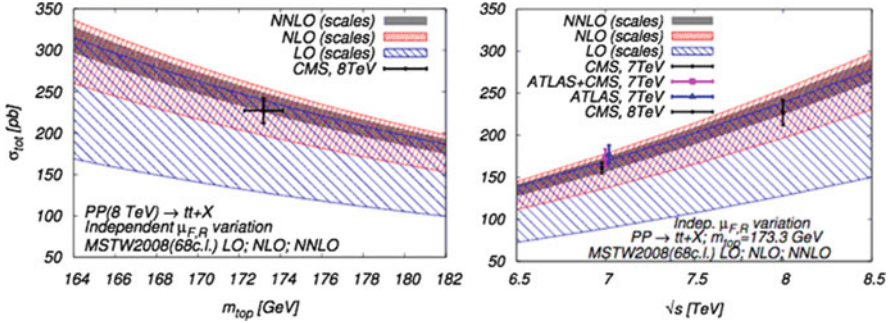 350
300
250
200
150
100
50
σtot [pb]
NNLO (scales)
NLO (scales)
LO (scales)
CMS, 8TeV
PP(8 TeV) → tt+X
Independent μF,R variation
MSTW2008(68c.l.) LO; NLO; NNLO
164 166 168 170 172 174 176 178 180 182
mtop [GeV]
350
300
250
200
150
100
50
NNLO (scales)
NLO (scales)
LO (scales)
CMS, 7TeV
ATLAS+CMS, 7TeV
ATLAS, 7TeV
CMS, 8TeV
Indep. μF,R variation
PP → tt+X; mtop=173.3 GeV
MSTW2008(68c.l.) LO; NLO; NNLO
6.5 7 7.5 8 8.5
√s [TeV]